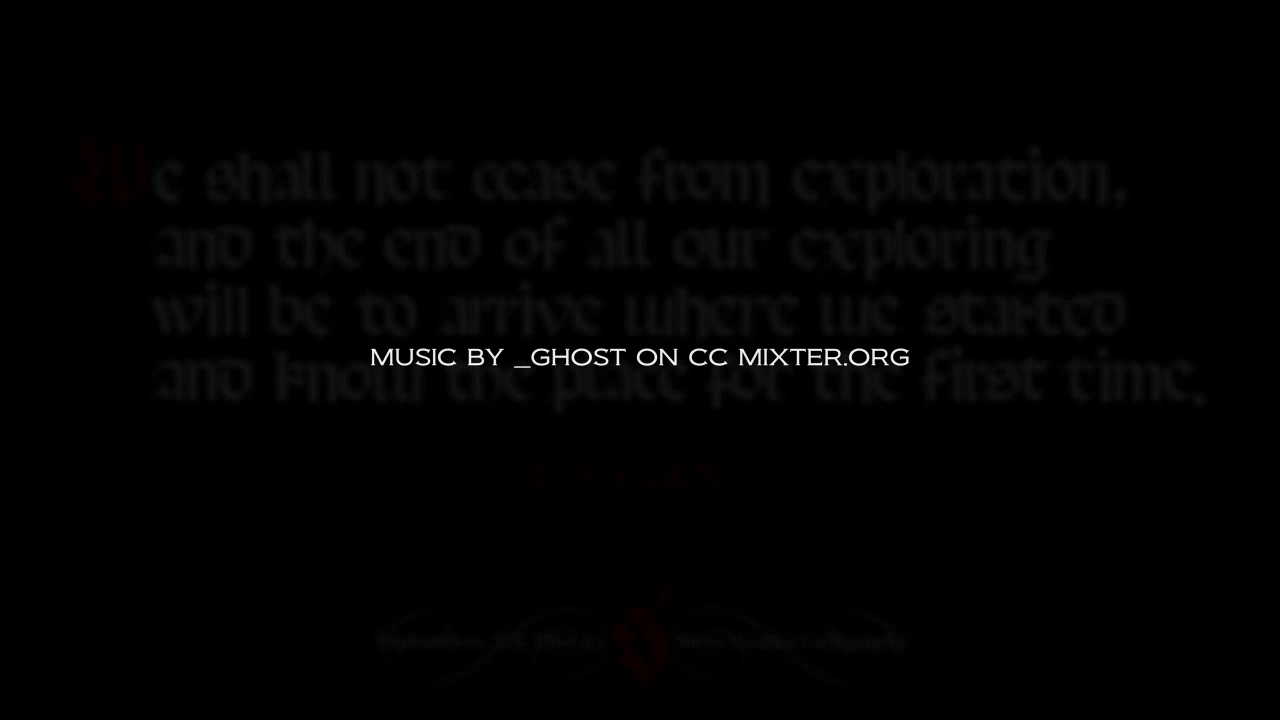 We shall not cease from exploration,
and the end of all our exploring
will be to arrive where we started
MUSIC BY _GHOST ON CC MIXTER.ORG
and know the place for the first time.